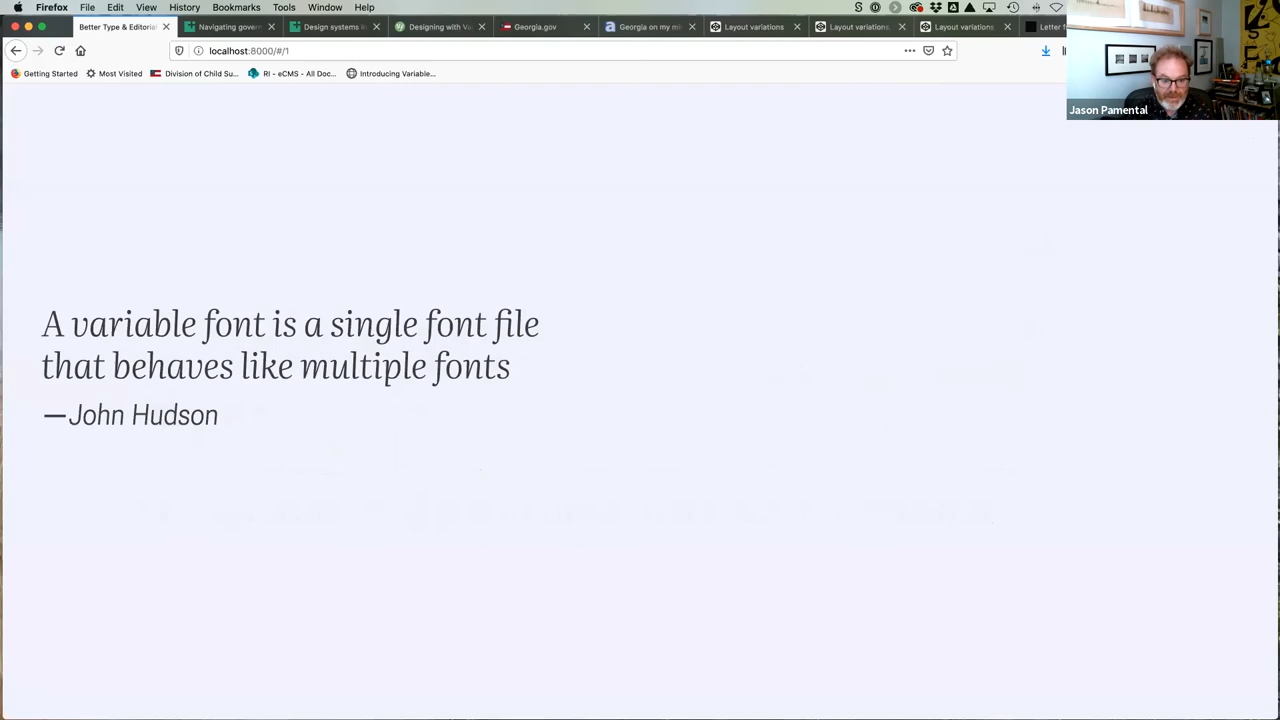 Firefox File Edit View History Bookmarks Tools Window Help
Better Type & Editorial Navigating gover Design systems Designing with Va Georgia.gov Georgia on my mi Layout variations Layout variations Layout variations Letter
localhost:8000/#/1
Getting Started Most Visited Division of Child Su... RI - eCMS - All Doc... Introducing Variable...
Jason Pamental
A variable font is a single font file
that behaves like multiple fonts
—John Hudson